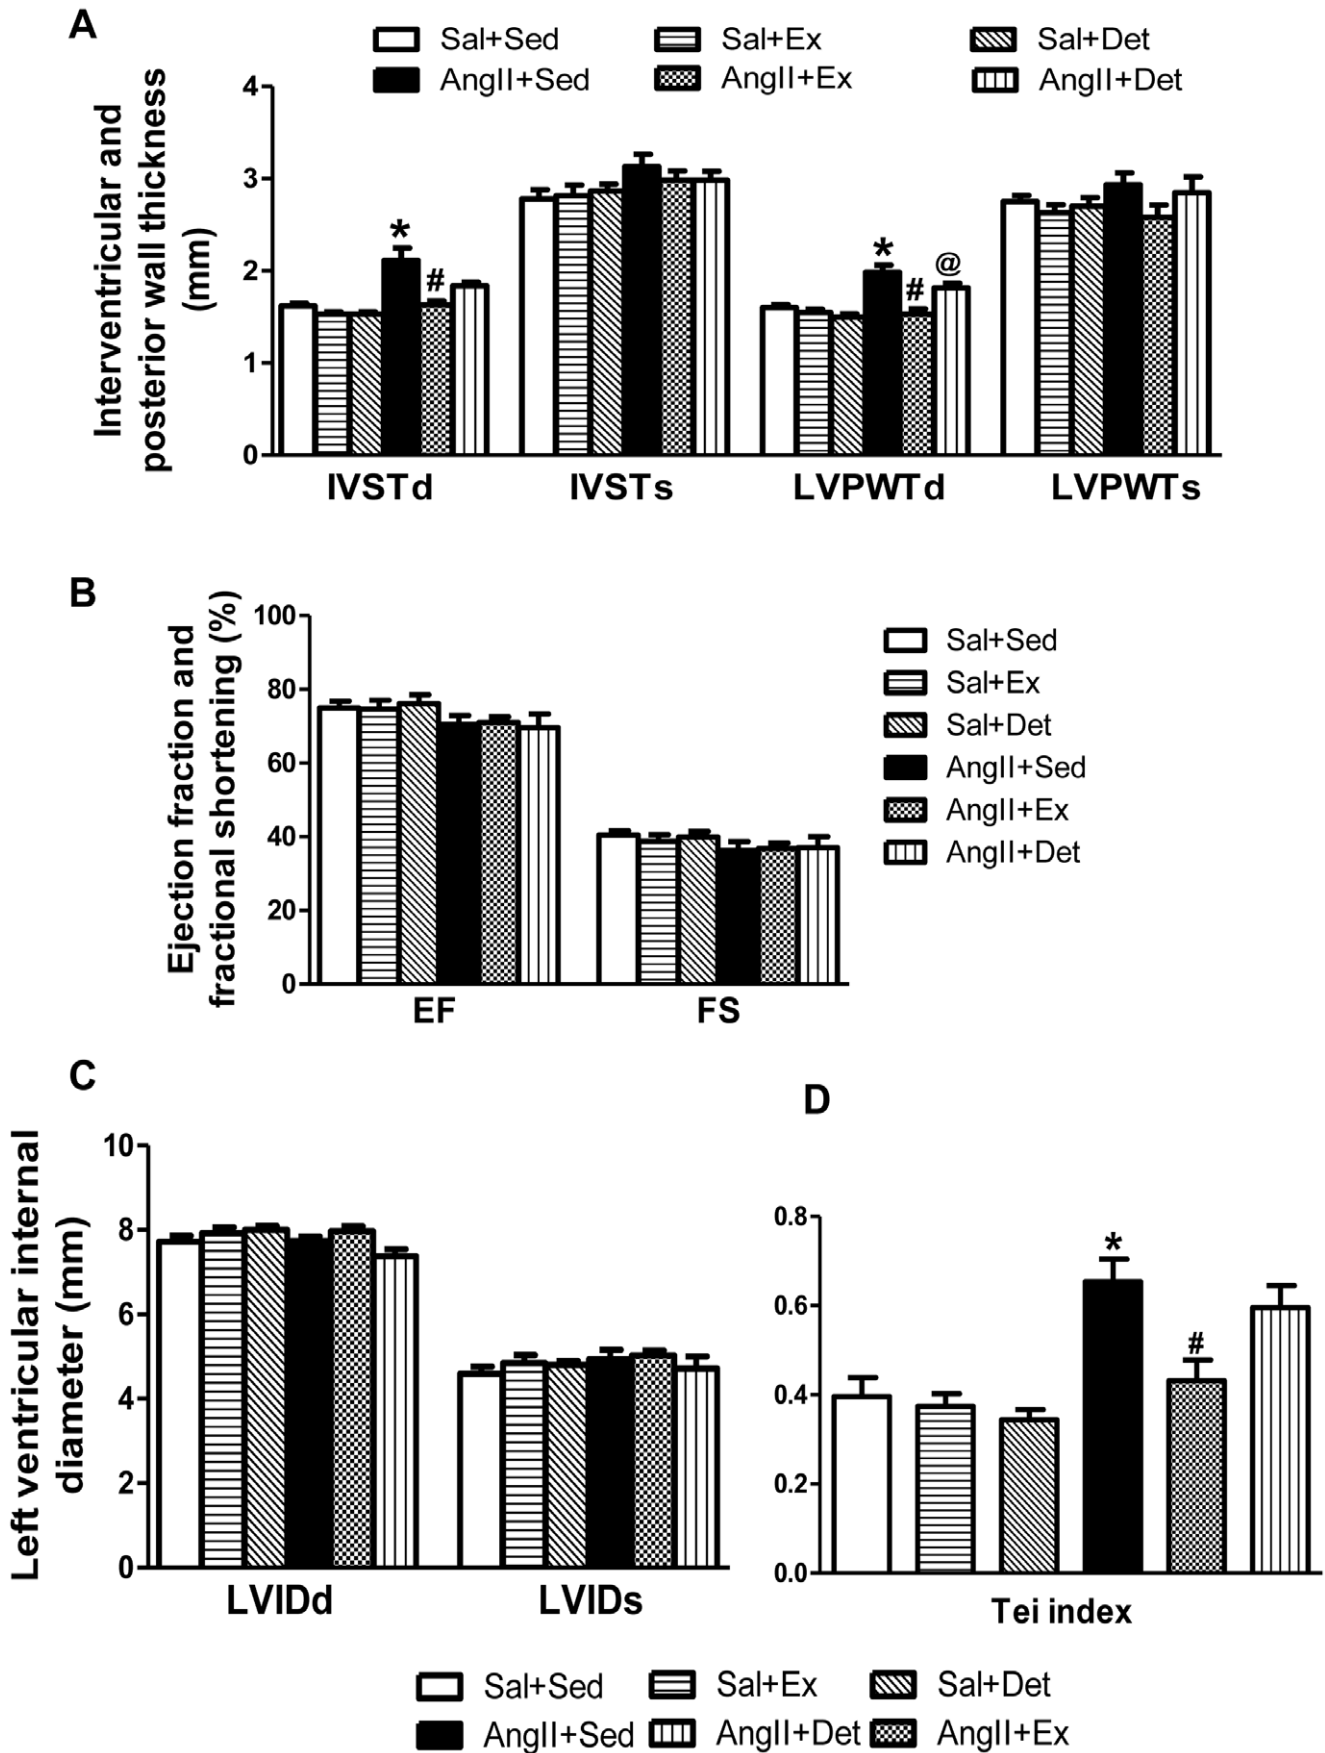 A
Sal+Sed Sal+Ex Sal+Det
AngII+Sed AngII+Ex AngII+Det
Interventricular and
posterior wall thickness
(mm)
4
3
2
1
0
* # * # @
IVSTd IVSTs LVPWTd LVPWTs
B
Ejection fraction and
fractional shortening (%)
100
80
60
40
20
0
EF FS
Sal+Sed
Sal+Ex
Sal+Det
AngII+Sed
AngII+Ex
AngII+Det
C
Left ventricular internal
diameter (mm)
10
8
6
4
2
0
LVIDd LVIDs
D
0.8
0.6
0.4
0.2
0.0
* #
Tei index
Sal+Sed Sal+Ex Sal+Det
AngII+Sed AngII+Det AngII+Ex